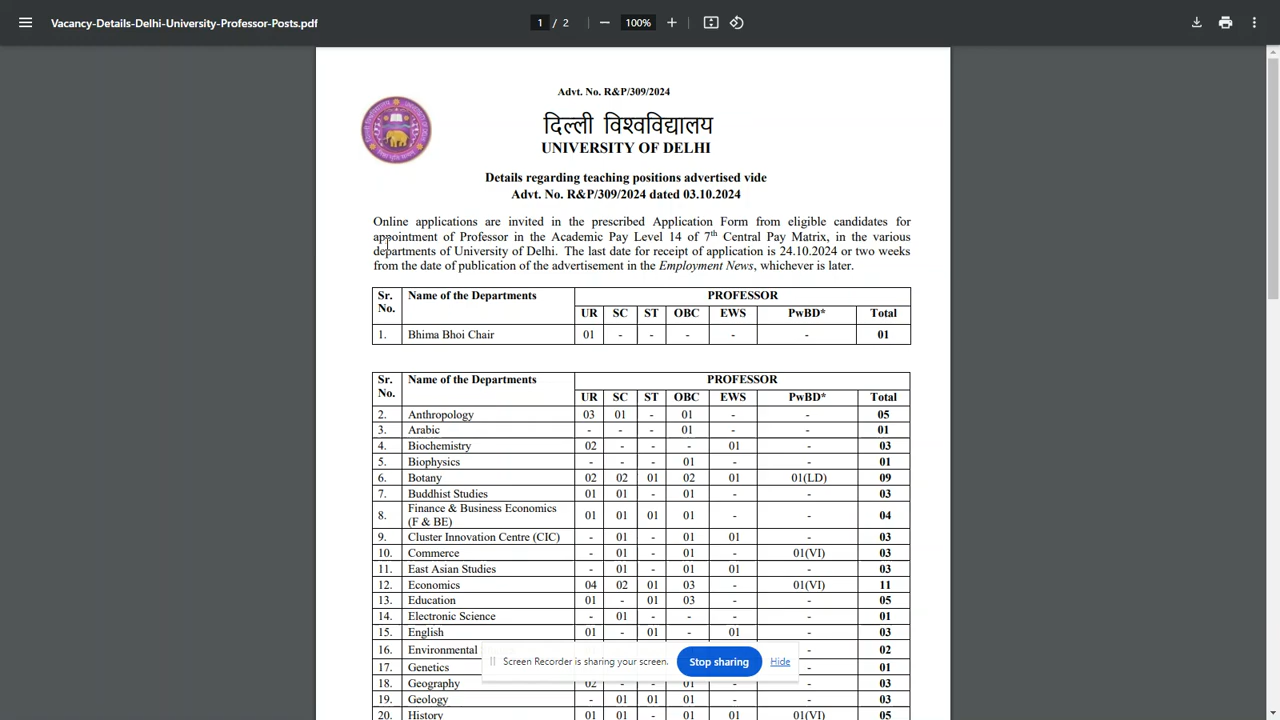 Vacancy-Details-Delhi-University-Professor-Posts.pdf 1 / 2 100%
Advt. No. R&P/309/2024
दिल्ली विश्वविद्यालय
UNIVERSITY OF DELHI
Details regarding teaching positions advertised vide
Advt. No. R&P/309/2024 dated 03.10.2024
Online applications are invited in the prescribed Application Form from eligible candidates for
appointment of Professor in the Academic Pay Level 14 of 7th Central Pay Matrix, in the various
departments of University of Delhi. The last date for receipt of application is 24.10.2024 or two weeks
from the date of publication of the advertisement in the Employment News, whichever is later.
Sr. No. Name of the Departments PROFESSOR
UR SC ST OBC EWS PwBD* Total
1. Bhima Bhoi Chair 01 - - - - - 01
Sr. No. Name of the Departments PROFESSOR
UR SC ST OBC EWS PwBD* Total
2. Anthropology 03 01 - 01 - - 05
3. Arabic - - - 01 - - 01
4. Biochemistry 02 - - - 01 - 03
5. Biophysics - - - 01 - - 01
6. Botany 02 02 01 02 01 01(LD) 09
7. Buddhist Studies 01 01 - 01 - - 03
8. Finance & Business Economics (F & BE) 01 01 01 01 - - 04
9. Cluster Innovation Centre (CIC) - 01 - 01 01 - 03
10. Commerce - 01 - 01 - 01(VI) 03
11. East Asian Studies - 01 - 01 01 - 03
12. Economics 04 02 01 03 - 01(VI) 11
13. Education 01 - 01 03 - - 05
14. Electronic Science - 01 - - - - 01
15. English 01 - 01 - 01 - 03
16. Environmental - 02
Screen Recorder is sharing your screen. Stop sharing Hide
17. Genetics - 01
18. Geography 02 - - 01 - - 03
19. Geology - 01 01 01 - - 03
20. History 01 01 - 01 01 01(VI) 05